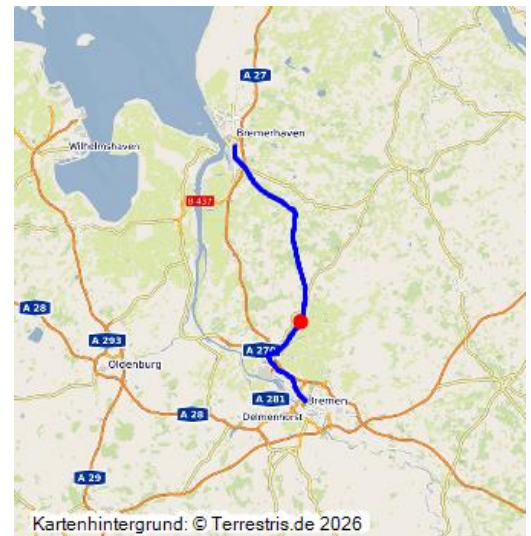 A 27
Bremerhaven
Wilhelmshaven
B 437
A 28
A 293
A 270
Oldenburg
A 281
Bremen
A 28
Delmenhorst
A 29
Kartenhintergrund: © Terrestris.de 2026